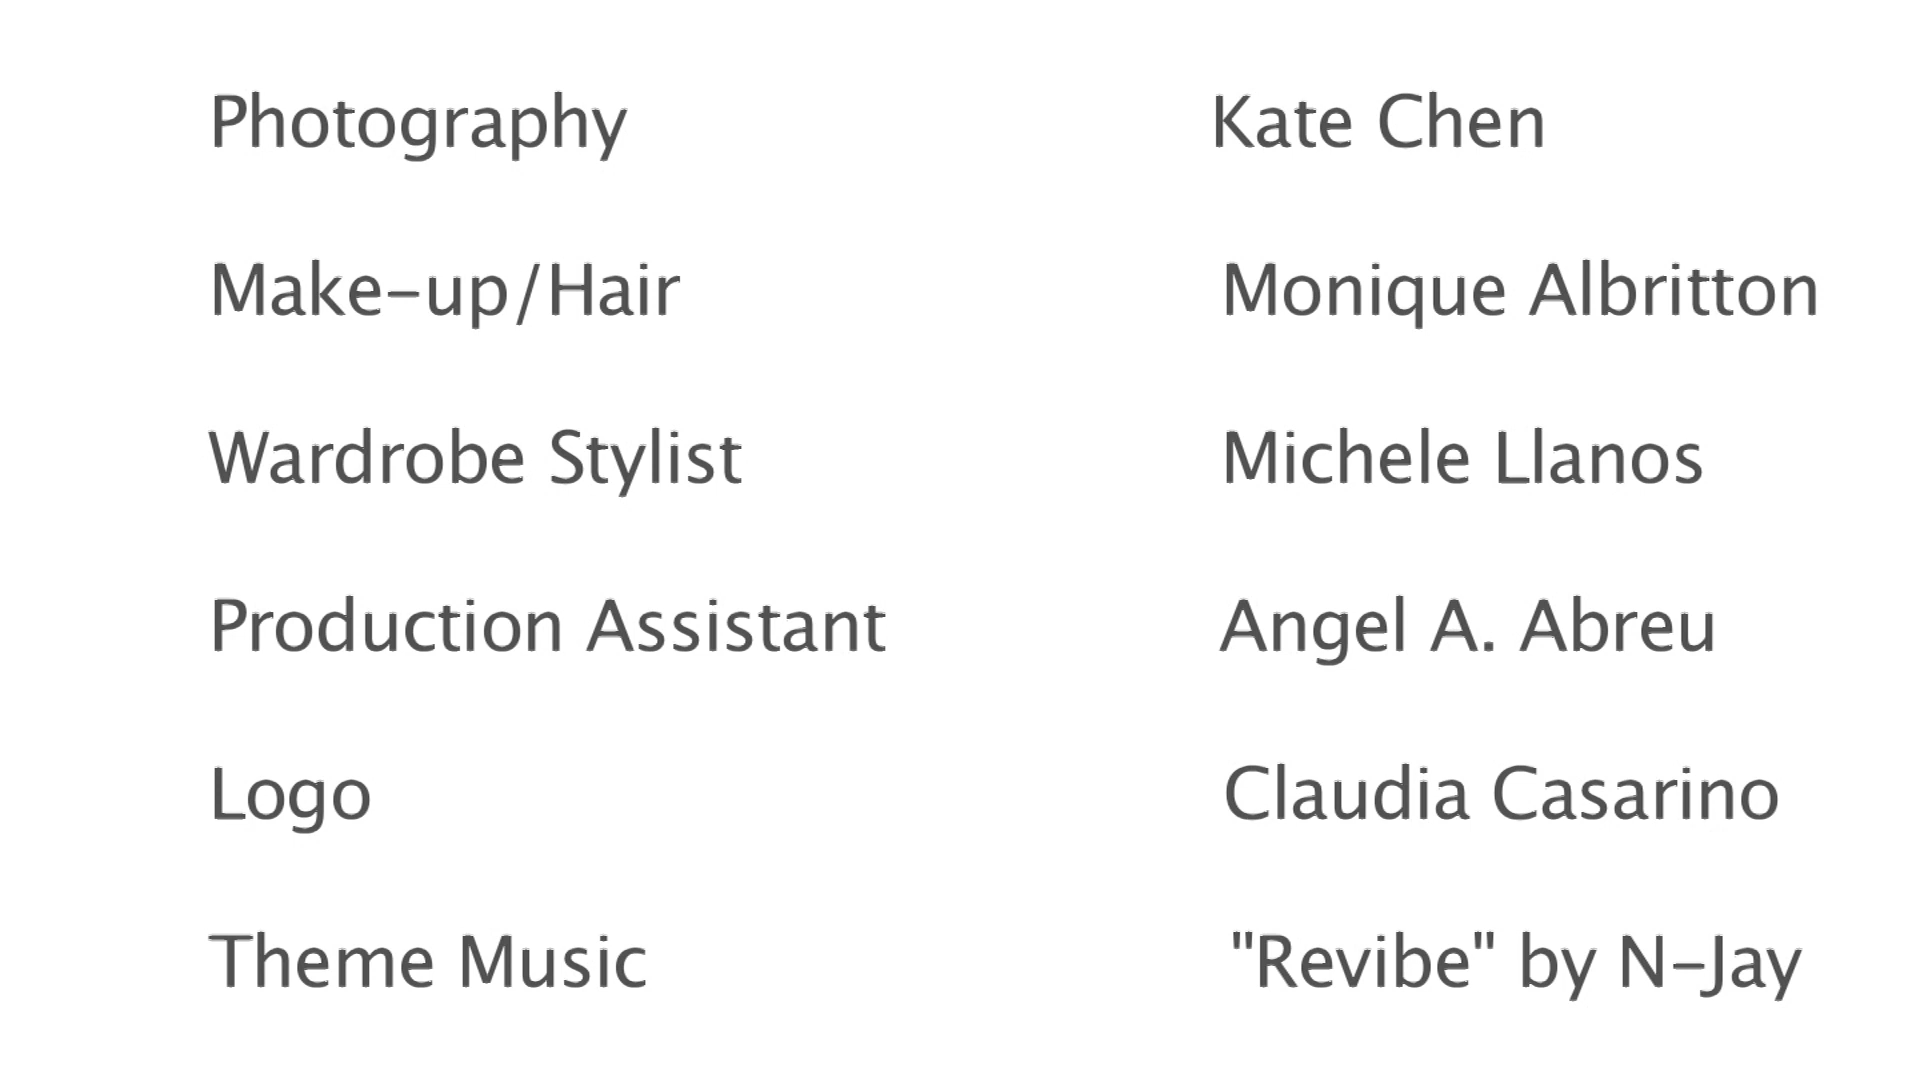 Photography Kate Chen
Make-up/Hair Monique Albritton
Wardrobe Stylist Michele Llanos
Production Assistant Angel A. Abreu
Logo Claudia Casarino
Theme Music "Revibe" by N-Jay